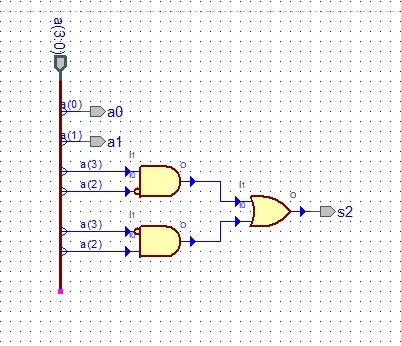 a(3:0)
a(0)
a0
a(1)
a1
a(3)
I1
O
a(2)
I0
I1
O
s2
I0
a(3)
I1
O
a(2)
I0